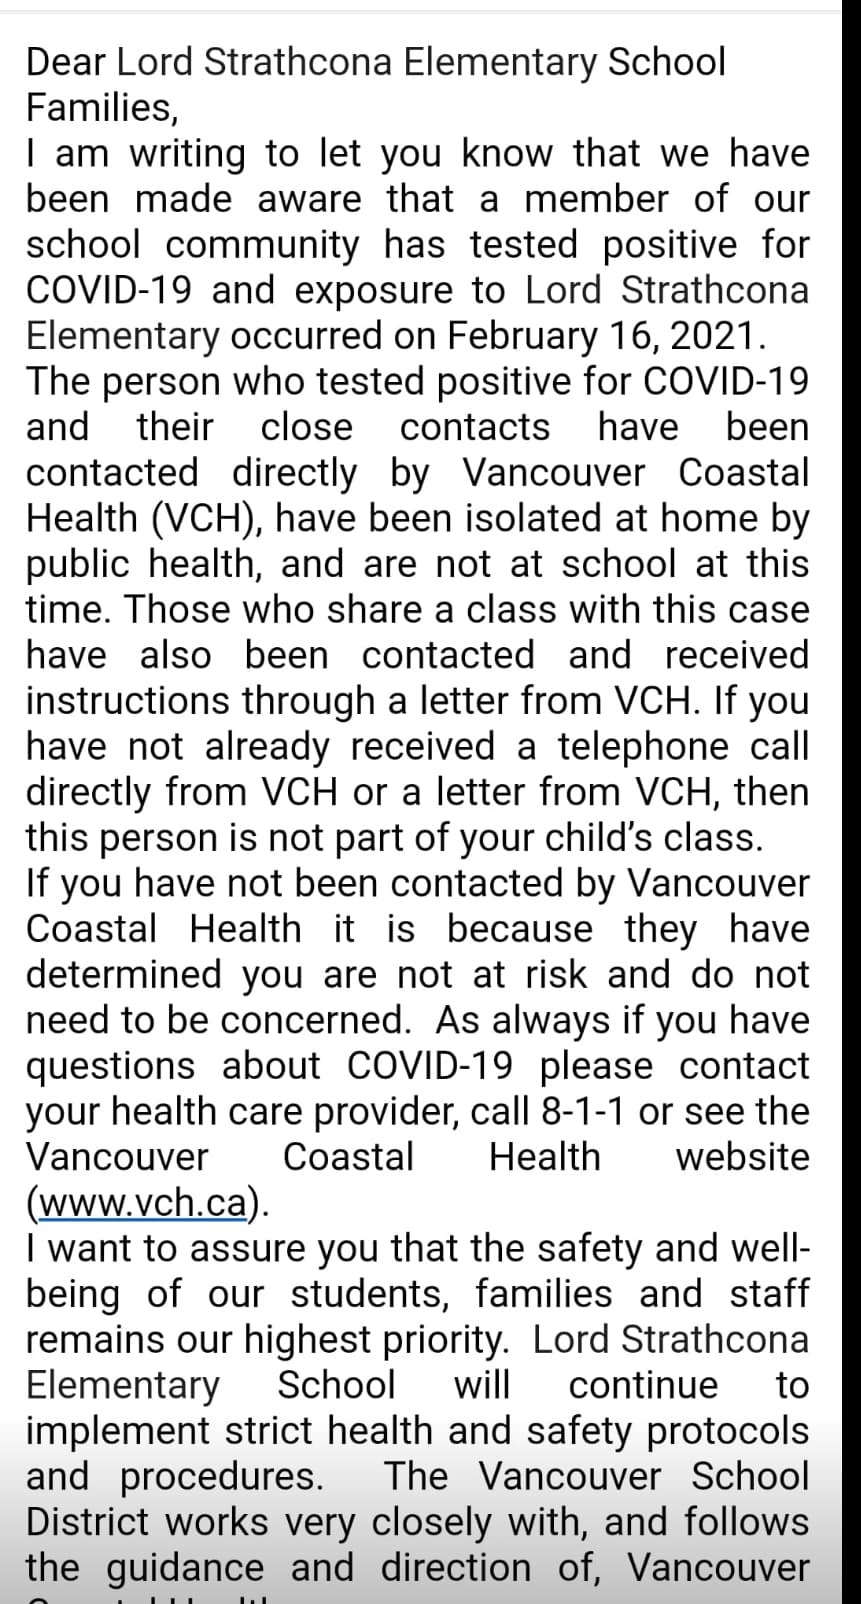 Dear Lord Strathcona Elementary School
Families,
I am writing to let you know that we have
been made aware that a member of our
school community has tested positive for
COVID-19 and exposure to Lord Strathcona
Elementary occurred on February 16, 2021.
The person who tested positive for COVID-19
and their close contacts have been
contacted directly by Vancouver Coastal
Health (VCH), have been isolated at home by
public health, and are not at school at this
time. Those who share a class with this case
have also been contacted and received
instructions through a letter from VCH. If you
have not already received a telephone call
directly from VCH or a letter from VCH, then
this person is not part of your child's class.
If you have not been contacted by Vancouver
Coastal Health it is because they have
determined you are not at risk and do not
need to be concerned. As always if you have
questions about COVID-19 please contact
your health care provider, call 8-1-1 or see the
Vancouver Coastal Health website
(www.vch.ca).
I want to assure you that the safety and well-
being of our students, families and staff
remains our highest priority. Lord Strathcona
Elementary School will continue to
implement strict health and safety protocols
and procedures. The Vancouver School
District works very closely with, and follows
the guidance and direction of, Vancouver